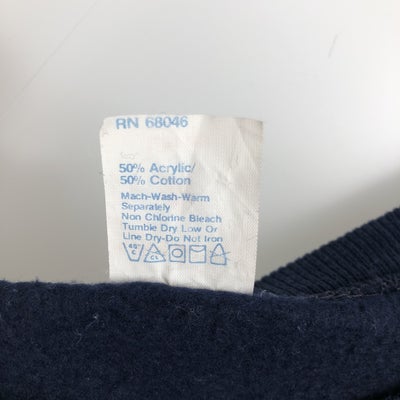 RN 68046
50% Acrylic/
50% Cotton
Mach-Wash-Warm
Separately
Non Chlorine Bleach
Tumble Dry Low Or
Line Dry-Do Not Iron
CL